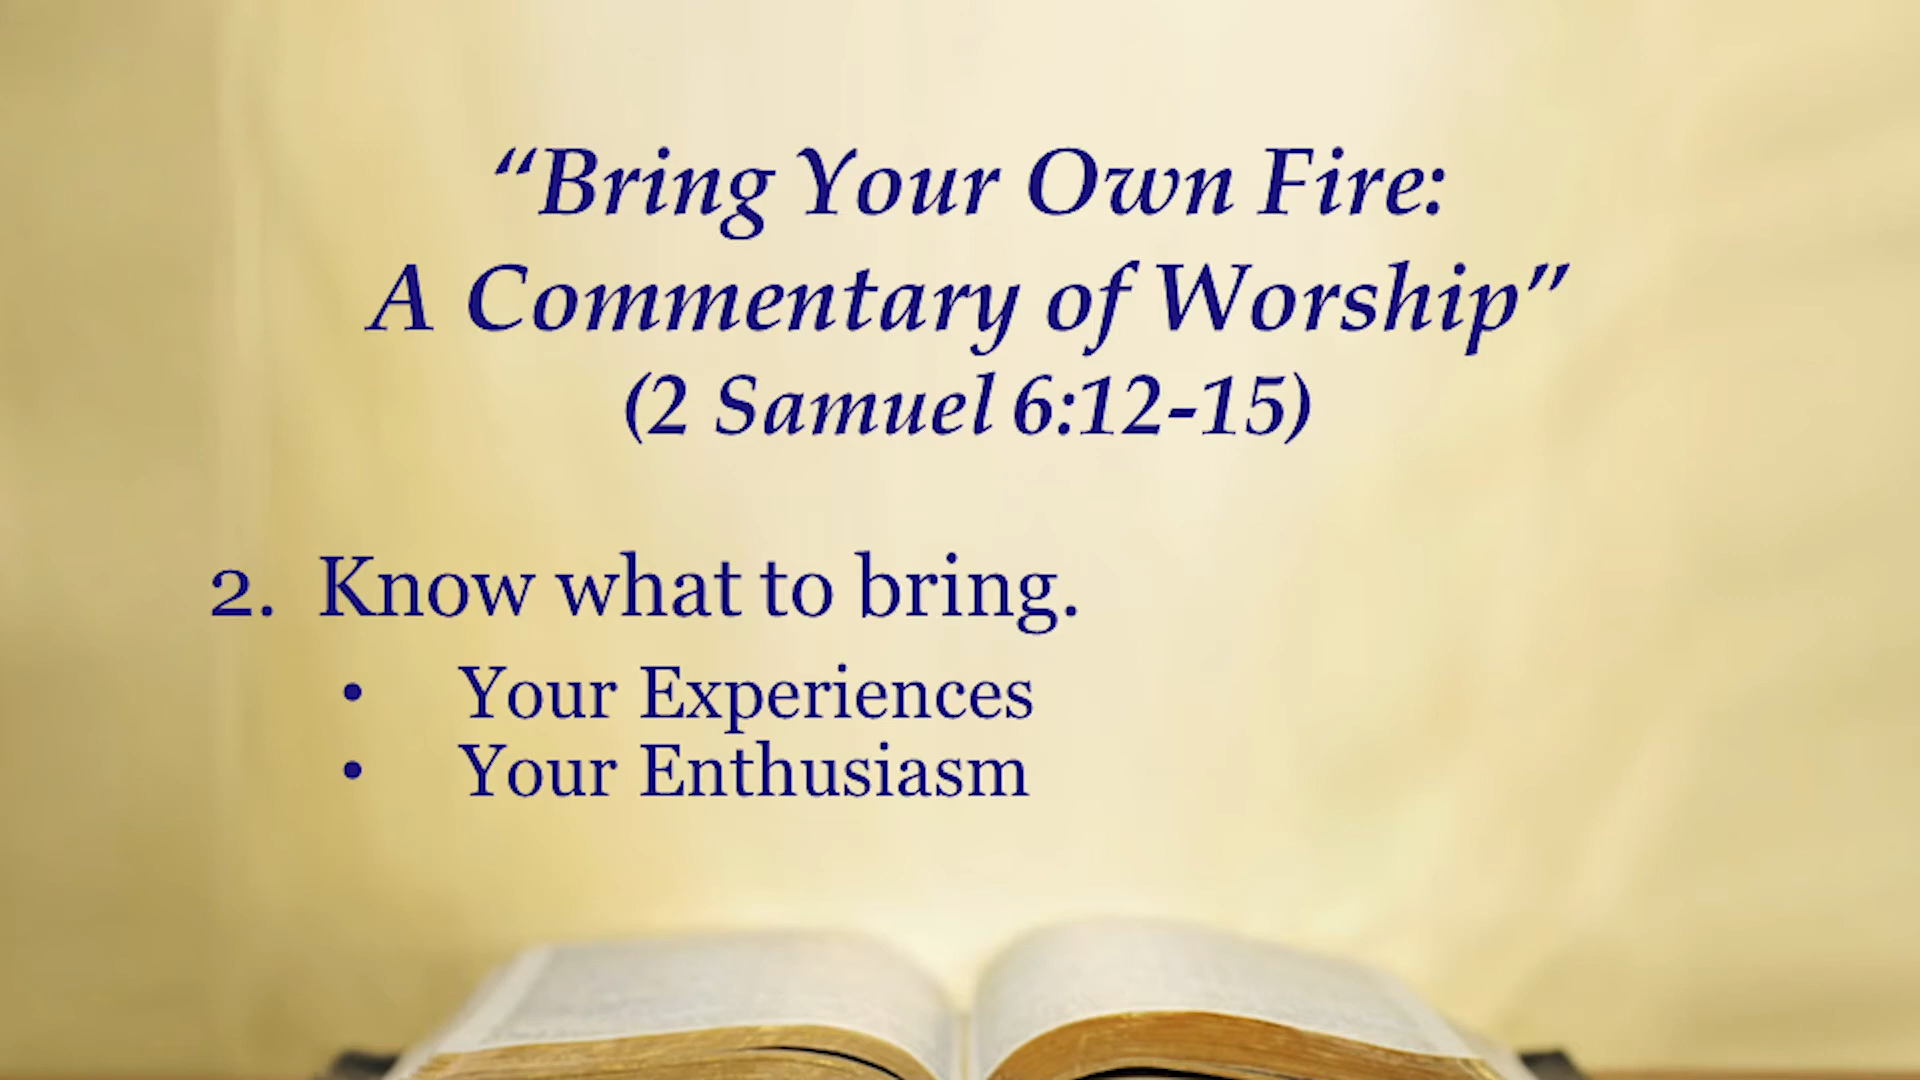 “Bring Your Own Fire:
A Commentary of Worship”
(2 Samuel 6:12-15)
2. Know what to bring.
• Your Experiences
• Your Enthusiasm